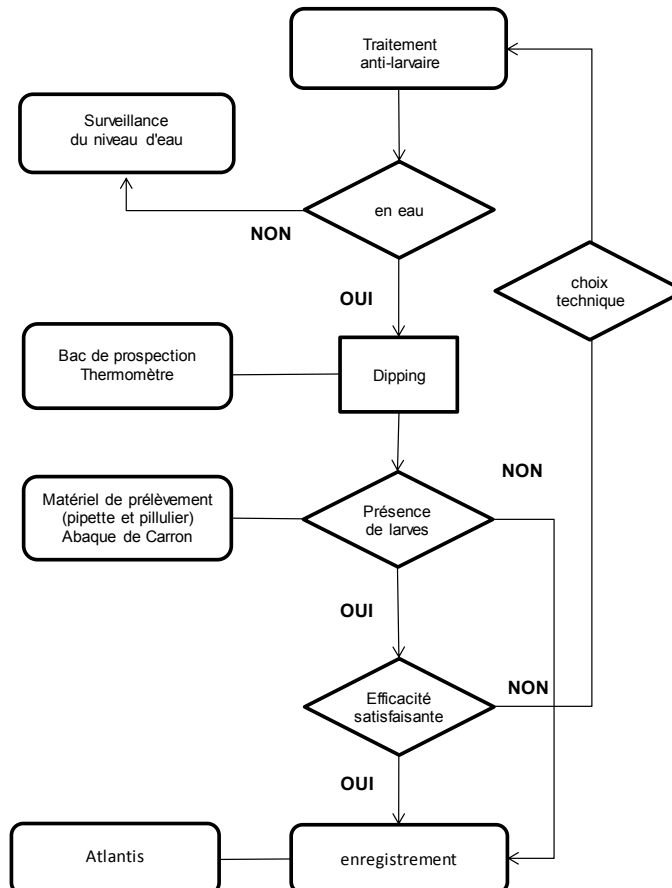 Traitement
anti-larvaire
Surveillance
du niveau d'eau
en eau
NON
choix
technique
OUI
Bac de prospection
Thermomètre
Dipping
NON
Matériel de prélèvement
(pipette et pillulier)
Abaque de Carron
Présence
de larves
OUI
Efficacité
satisfaisante
NON
OUI
Atlantis
enregistrement